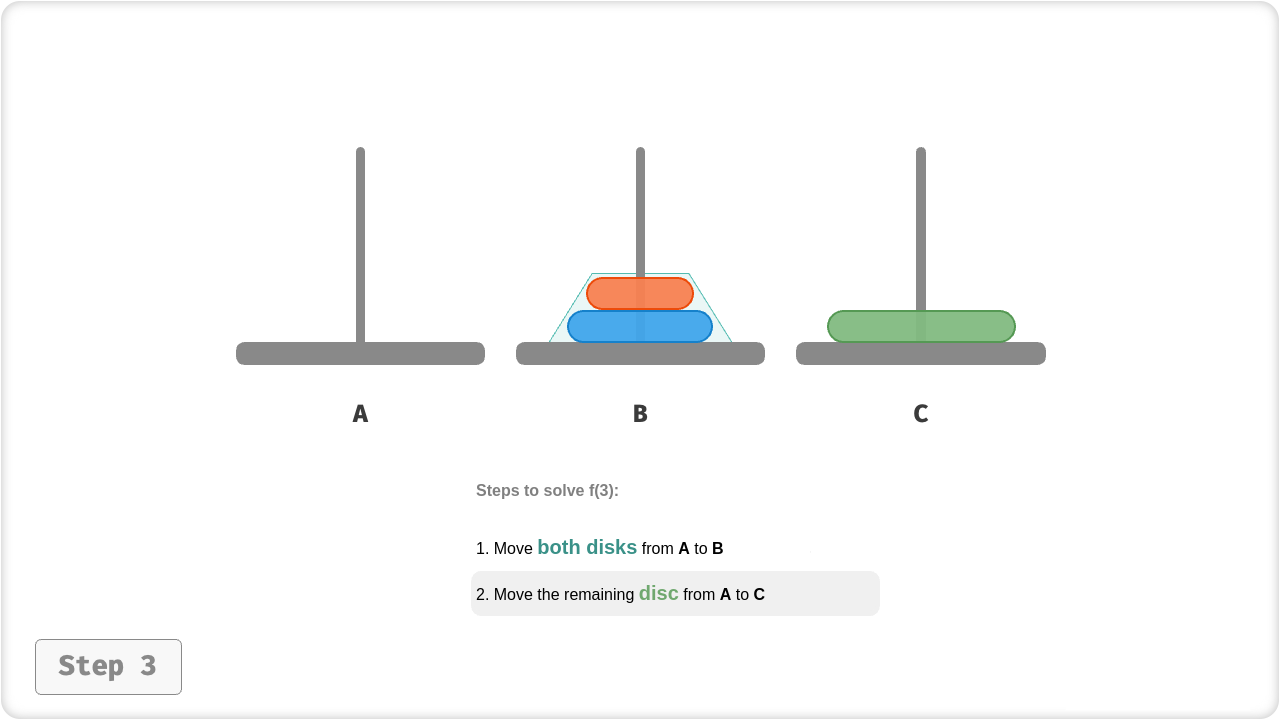 A
B
C
Steps to solve f(3):
1. Move both disks from A to B
2. Move the remaining disc from A to C
Step 3